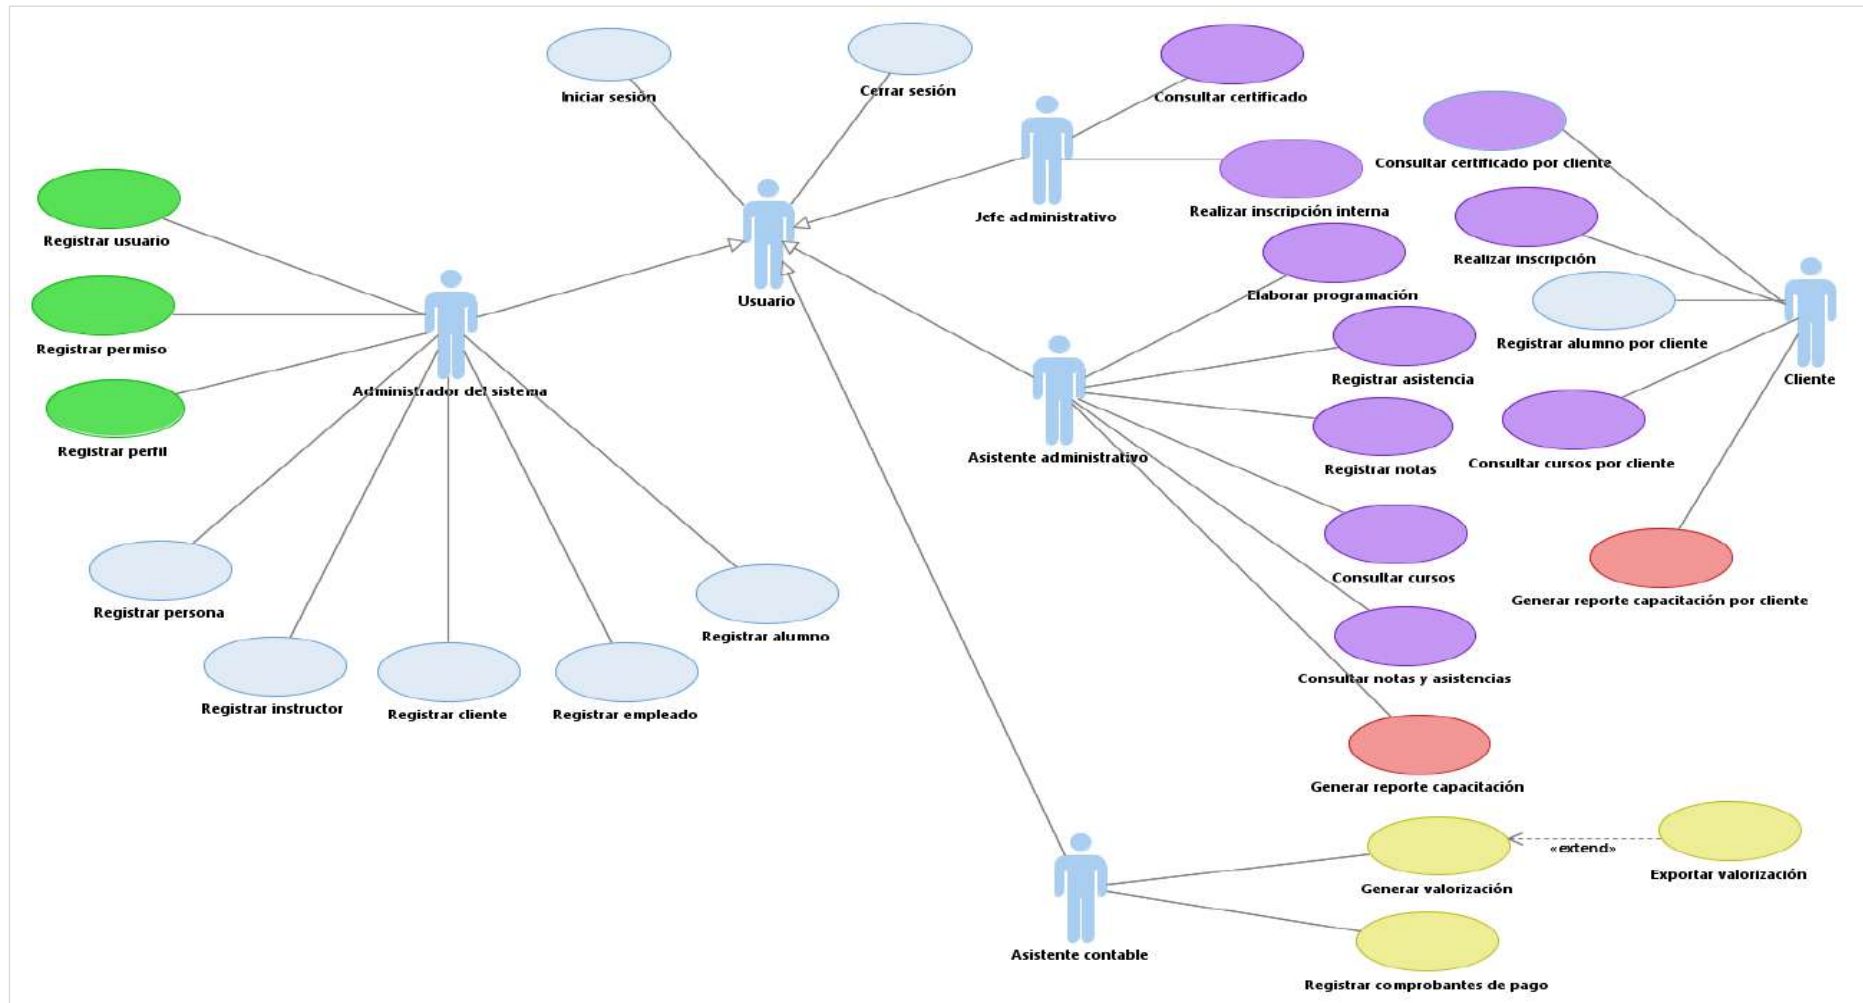 Iniciar sesión
Cerrar sesión
Consultar certificado
Consultar certificado por cliente
Jefe administrativo
Realizar inscripción interna
Registrar usuario
Realizar inscripción
Usuario
Elaborar programación
Registrar permiso
Registrar alumno por cliente
Administrador del sistema
Registrar asistencia
Cliente
Registrar perfil
Asistente administrativo
Registrar notas
Consultar cursos por cliente
Consultar cursos
Registrar persona
Generar reporte capacitación por cliente
Registrar alumno
Consultar notas y asistencias
Registrar instructor
Registrar cliente
Registrar empleado
Generar reporte capacitación
«extend»
Generar valorización
Exportar valorización
Asistente contable
Registrar comprobantes de pago